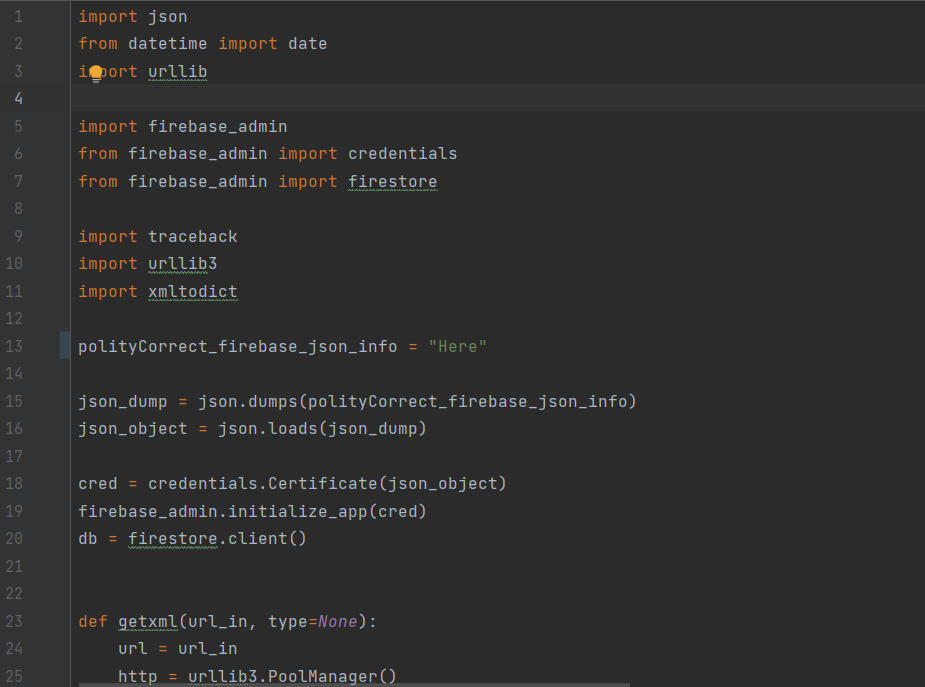 1 import json
2 from datetime import date
3 import urllib
4
5 import firebase_admin
6 from firebase_admin import credentials
7 from firebase_admin import firestore
8
9 import traceback
10 import urllib3
11 import xmltodict
12
13 polityCorrect_firebase_json_info = "Here"
14
15 json_dump = json.dumps(polityCorrect_firebase_json_info)
16 json_object = json.loads(json_dump)
17
18 cred = credentials.Certificate(json_object)
19 firebase_admin.initialize_app(cred)
20 db = firestore.client()
21
22
23 def getxml(url_in, type=None):
24     url = url_in
25     http = urllib3.PoolManager()